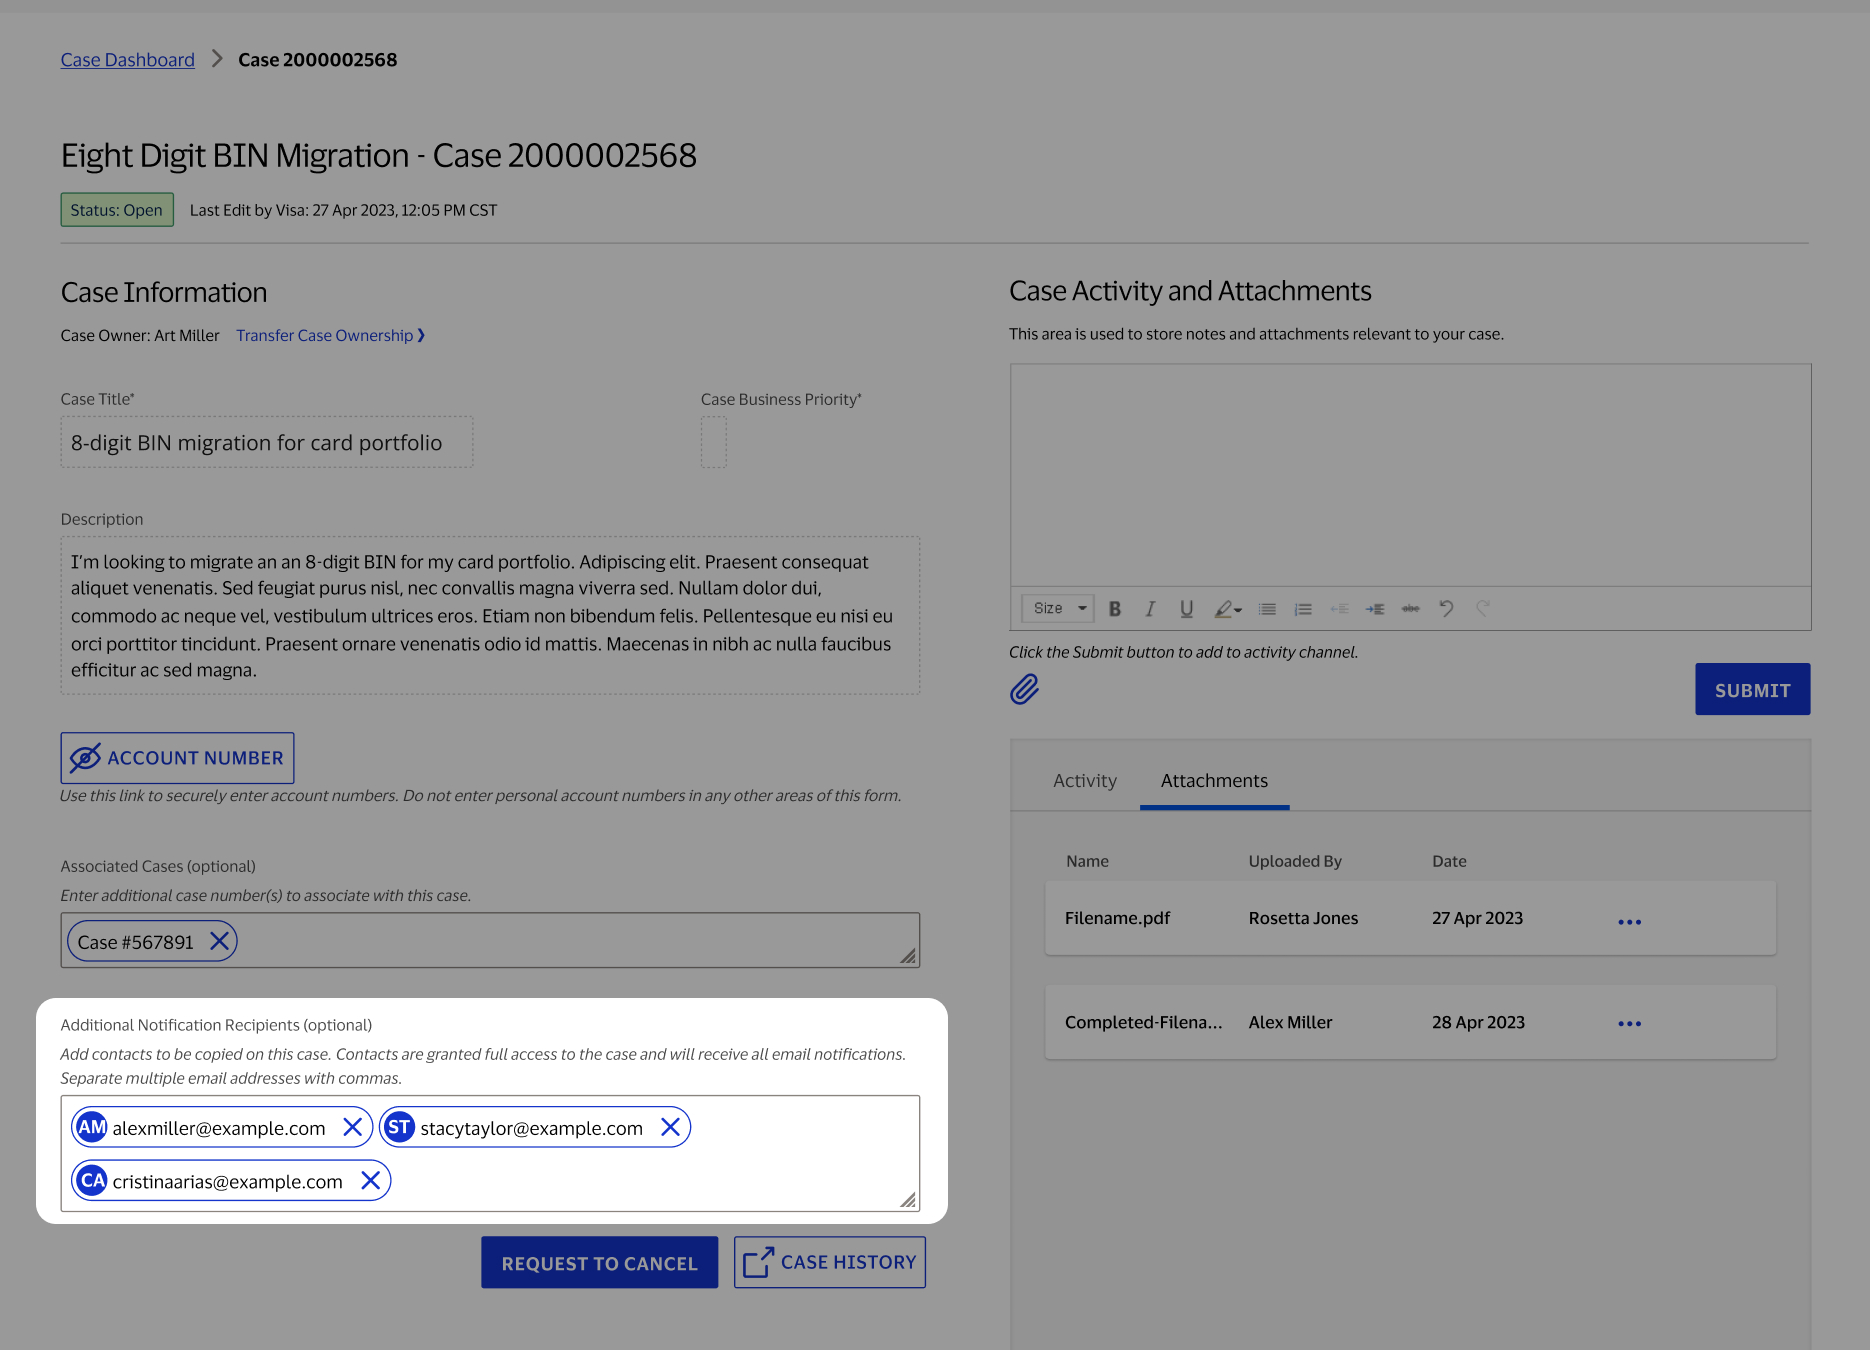 Case Dashboard > Case 2000002568
Eight Digit BIN Migration - Case 2000002568
Status: Open Last Edit by Visa: 27 Apr 2023, 12:05 PM CST
Case Information
Case Owner: Art Miller Transfer Case Ownership ❯
Case Title*
8-digit BIN migration for card portfolio
Case Business Priority*
Description
I'm looking to migrate an an 8-digit BIN for my card portfolio. Adipiscing elit. Praesent consequat
aliquet venenatis. Sed feugiat purus nisl, nec convallis magna viverra sed. Nullam dolor dui,
commodo ac neque vel, vestibulum ultrices eros. Etiam non bibendum felis. Pellentesque eu nisi eu
orci porttitor tincidunt. Praesent ornare venenatis odio id mattis. Maecenas in nibh ac nulla faucibus
efficitur ac sed magna.
ACCOUNT NUMBER
Use this link to securely enter account numbers. Do not enter personal account numbers in any other areas of this form.
Associated Cases (optional)
Enter additional case number(s) to associate with this case.
Case #567891
Additional Notification Recipients (optional)
Add contacts to be copied on this case. Contacts are granted full access to the case and will receive all email notifications.
Separate multiple email addresses with commas.
AM alexmiller@example.com ST stacytaylor@example.com
CA cristinaarias@example.com
REQUEST TO CANCEL CASE HISTORY
Case Activity and Attachments
This area is used to store notes and attachments relevant to your case.
Size B I U abc
Click the Submit button to add to activity channel.
SUBMIT
Activity Attachments
Name Uploaded By Date
Filename.pdf Rosetta Jones 27 Apr 2023 •••
Completed-Filena... Alex Miller 28 Apr 2023 •••